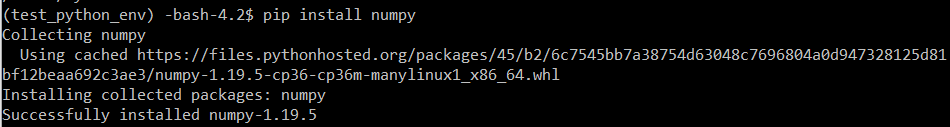 (test_python_env) -bash-4.2$ pip install numpy
Collecting numpy
  Using cached https://files.pythonhosted.org/packages/45/b2/6c7545bb7a38754d63048c7696804a0d947328125d81
bf12beaa692c3ae3/numpy-1.19.5-cp36-cp36m-manylinux1_x86_64.whl
Installing collected packages: numpy
Successfully installed numpy-1.19.5